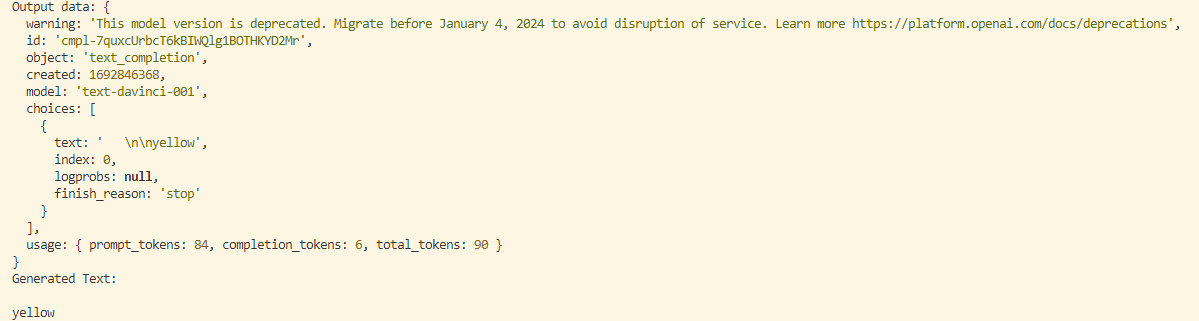 Output data: {
  warning: 'This model version is deprecated. Migrate before January 4, 2024 to avoid disruption of service. Learn more https://platform.openai.com/docs/deprecations',
  id: 'cmpl-7quxcUrbcT6kBIWQlg1BOTHKYD2Mr',
  object: 'text_completion',
  created: 1692846368,
  model: 'text-davinci-001',
  choices: [
    {
      text: '   \n\nyellow',
      index: 0,
      logprobs: null,
      finish_reason: 'stop'
    }
  ],
  usage: { prompt_tokens: 84, completion_tokens: 6, total_tokens: 90 }
}
Generated Text:

yellow